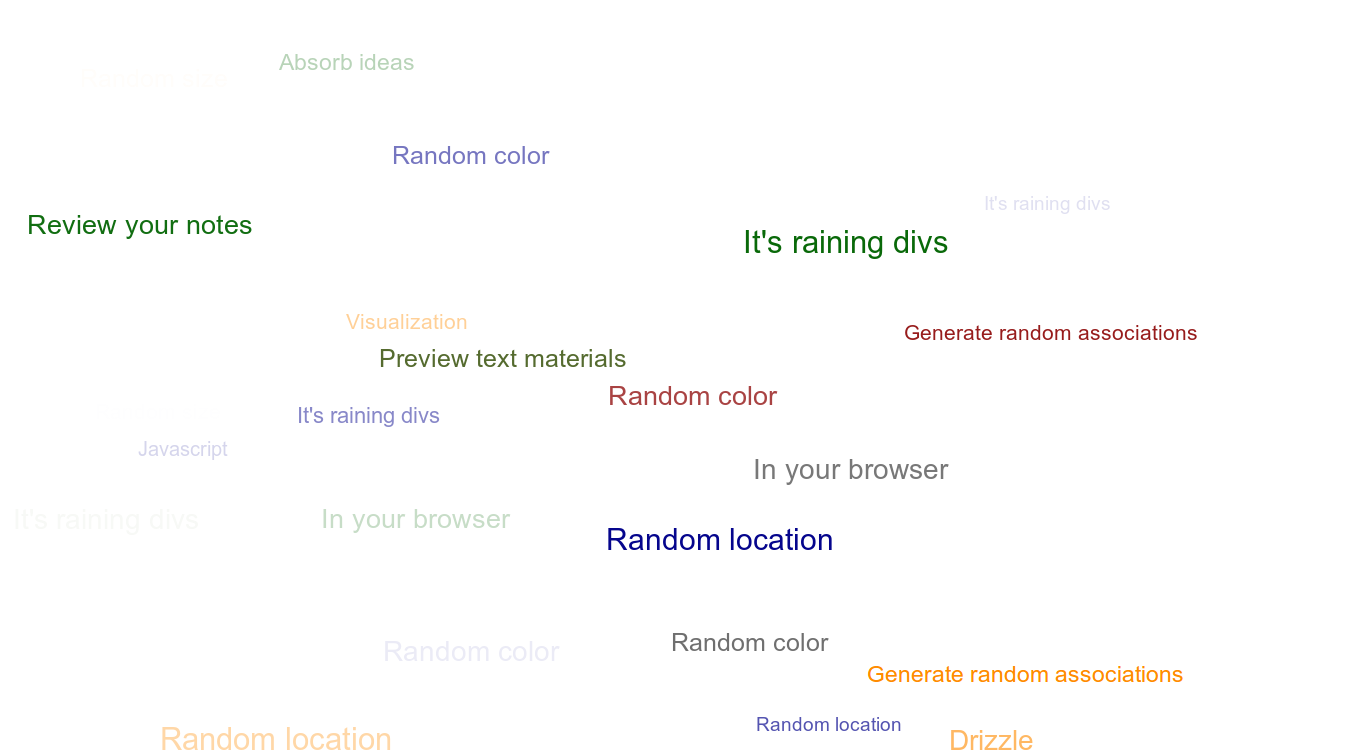 Absorb ideas
Random color
It's raining divs
Review your notes
It's raining divs
Visualization
Generate random associations
Preview text materials
Random color
It's raining divs
Javascript
In your browser
It's raining divs
In your browser
Random location
Random color
Random color
Generate random associations
Random location
Random location
Drizzle